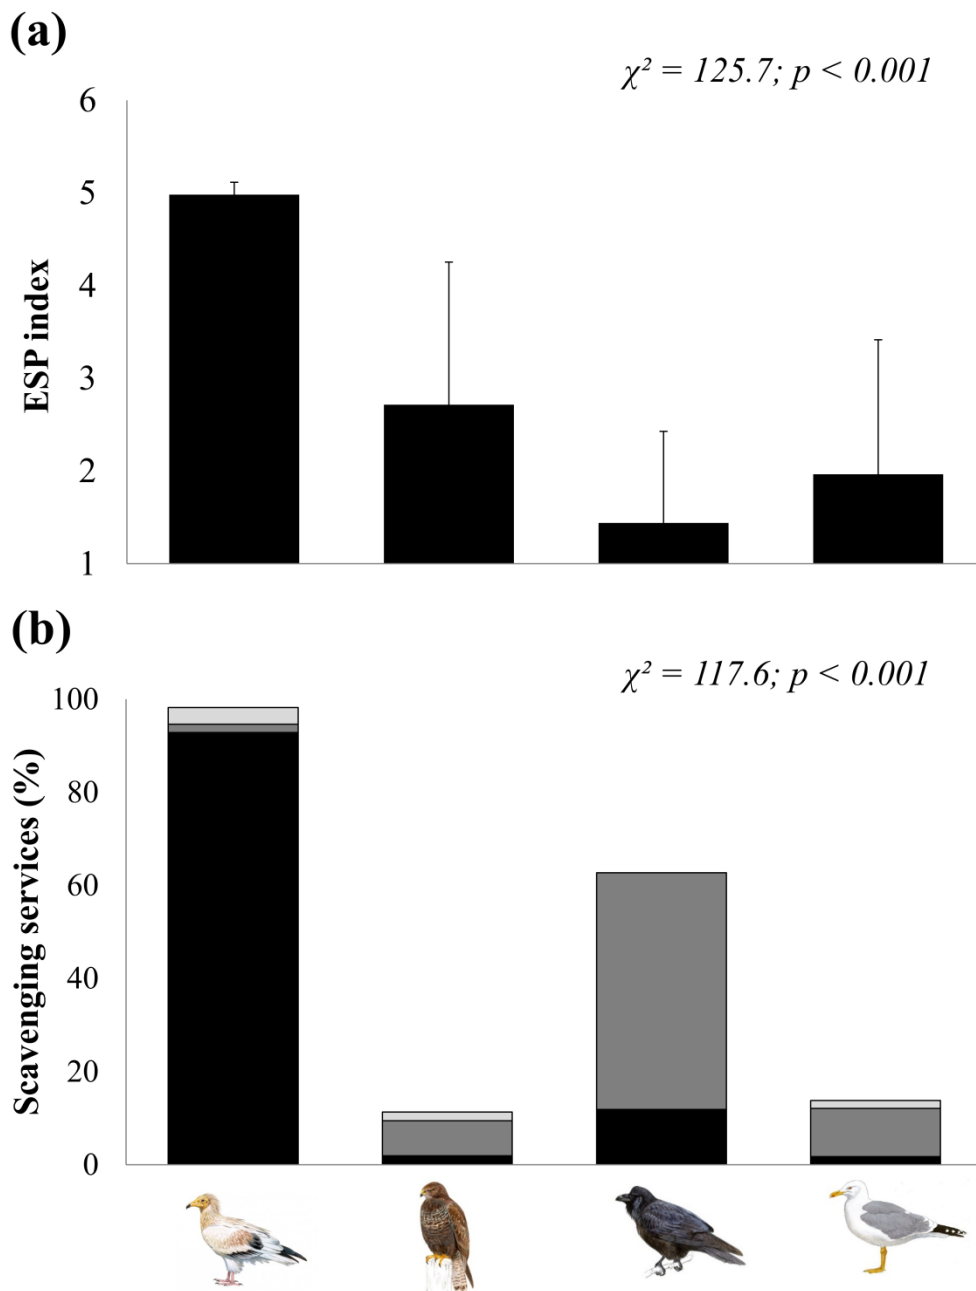 (a)
χ² = 125.7; p < 0.001
6
5
4
3
2
1
ESP index
(b)
χ² = 117.6; p < 0.001
100
80
60
40
20
0
Scavenging services (%)